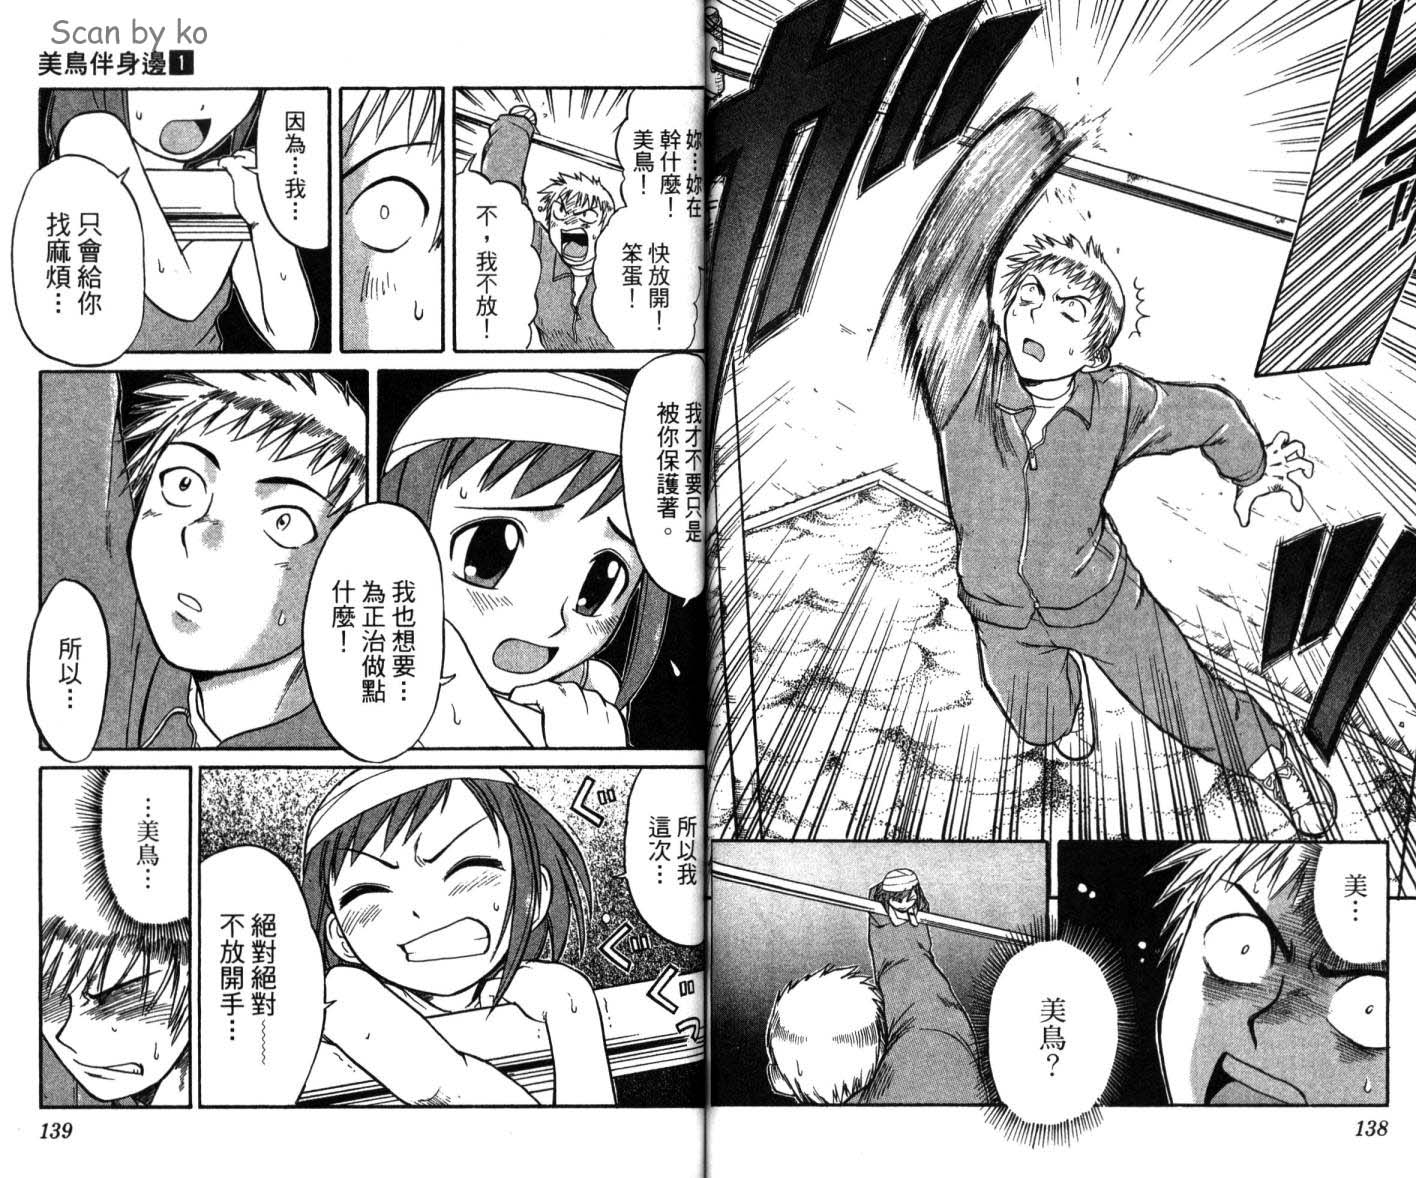 Scan by ko
美鳥伴身邊1
美…
美鳥？
138
妳…妳在
幹什麼！
美鳥！
快放開！
笨蛋！
不，我不放！
因為…我…
只會給你
找麻煩…
我才不要只是
被你保護著。
我也想要…
為正治做點
什麼！
所以…
所以我
這次…
絕對絕對
不放開手…
…美鳥…
139